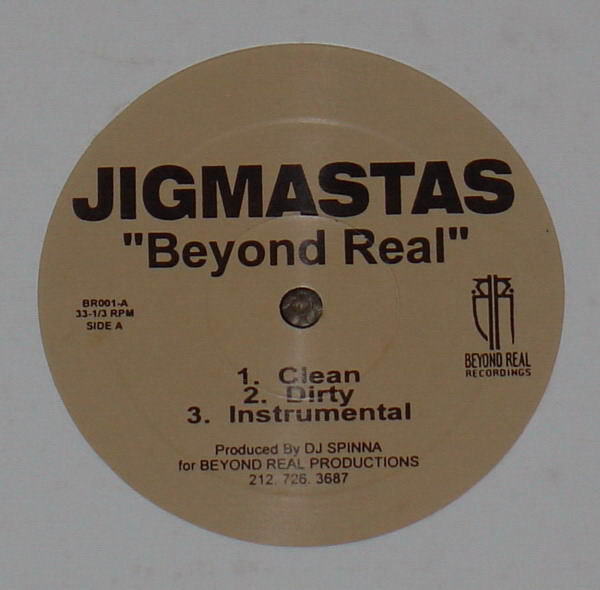 JIGMASTAS
"Beyond Real"
BR001-A
33-1/3 RPM
SIDE A
BEYOND REAL
RECORDINGS
1. Clean
2. Dirty
3. Instrumental
Produced By DJ SPINNA
for BEYOND REAL PRODUCTIONS
212. 726. 3687